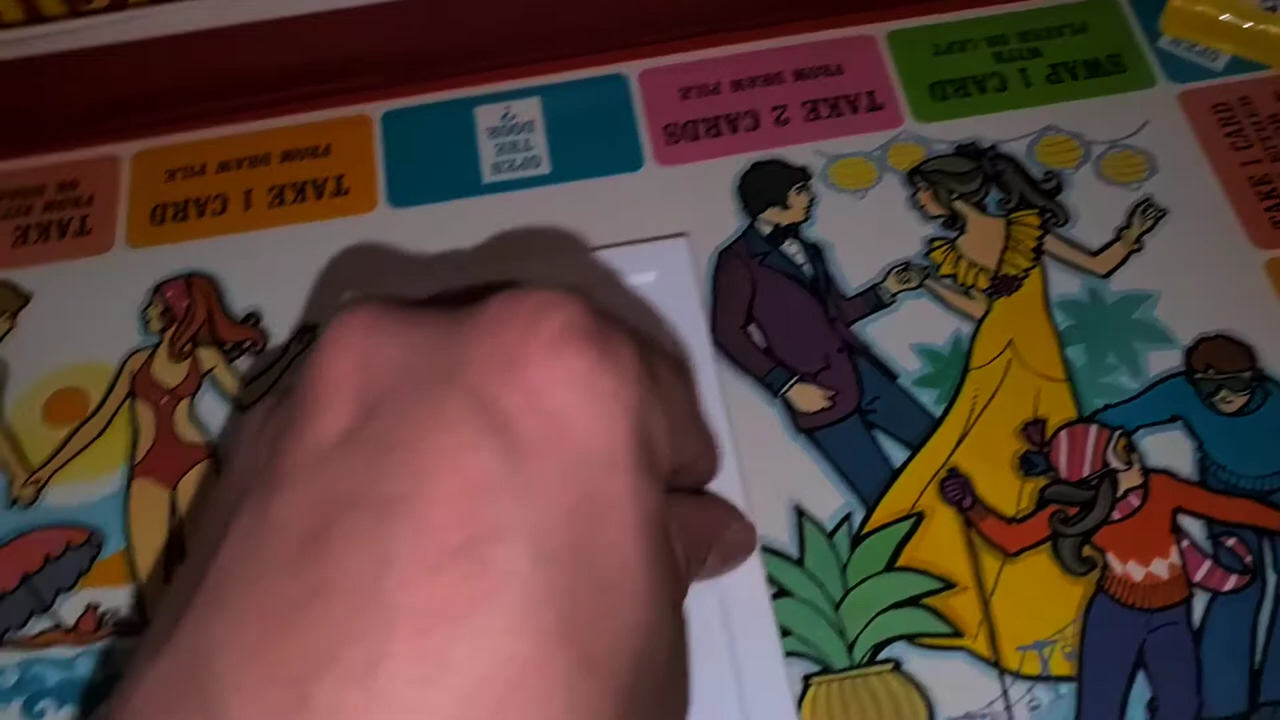 TAKE
TAKE 1 CARD
FROM DRAW PILE
OPEN
THE
DOOR
?
TAKE 2 CARDS
FROM DRAW PILE
SWAP 1 CARD
WITH
PLAYER ON LEFT
OPEN
TAKE 1 CARD